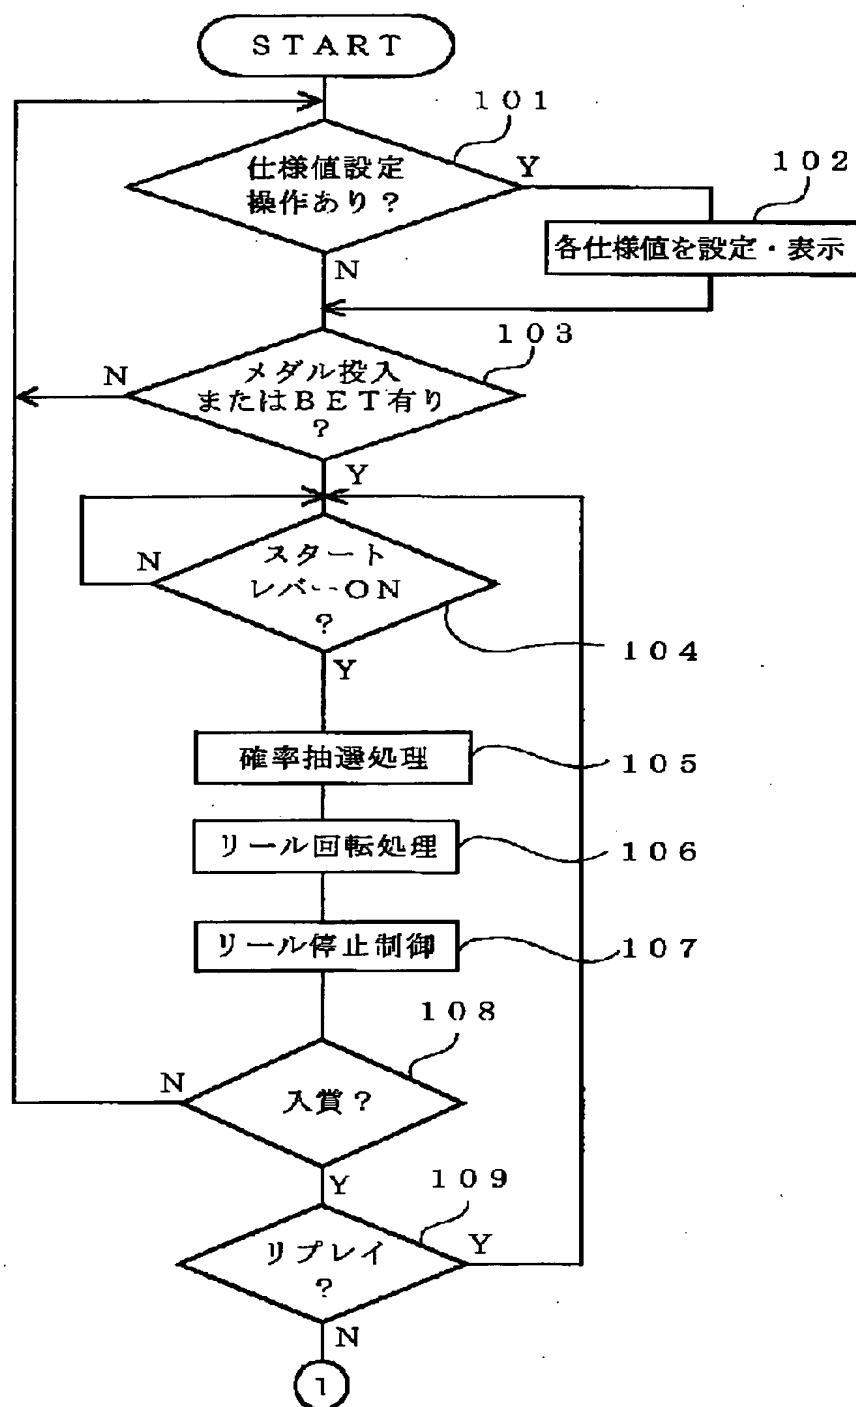 START
101
仕様値設定
操作あり？
Y
102
各仕様値を設定・表示
N
103
メダル投入
またはBET有り
？
N
Y
スタート
レバーON
？
N
104
Y
確率抽選処理
105
リール回転処理
106
リール停止制御
107
108
入賞？
N
Y
109
リプレイ
？
Y
N
1